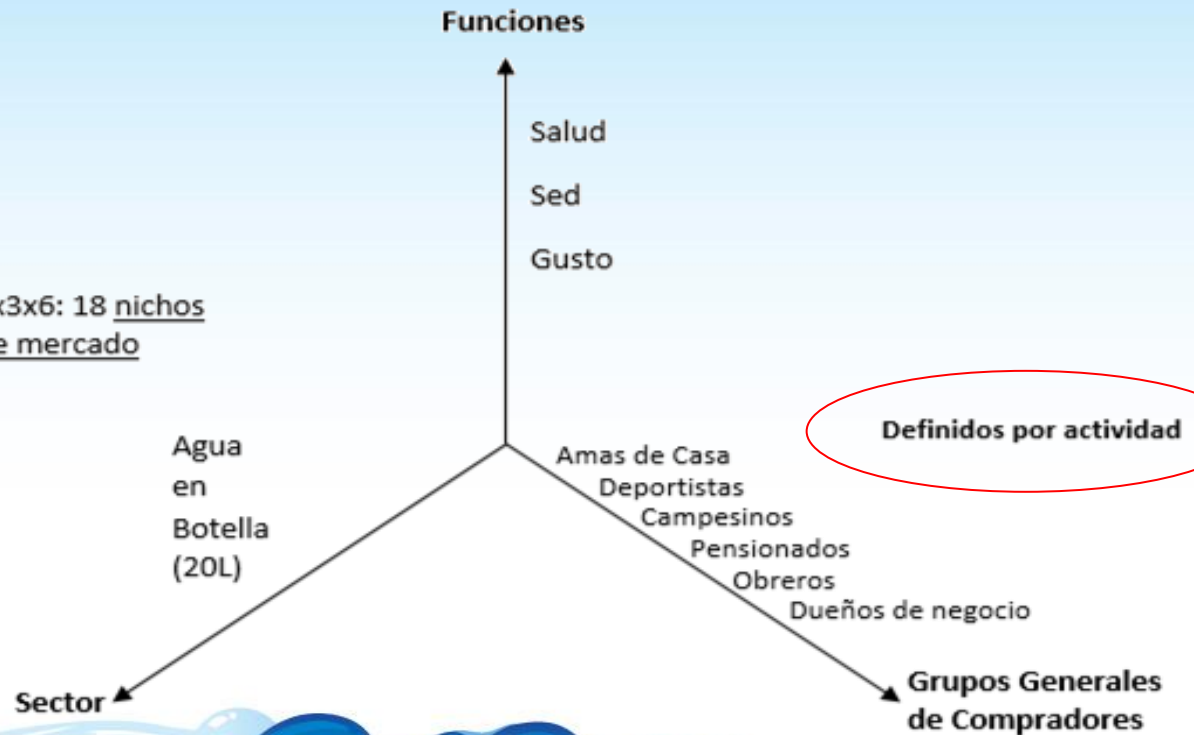 Funciones
Salud
Sed
Gusto
x3x6: 18 nichos
e mercado
Agua
en
Botella
(20L)
Definidos por actividad
Amas de Casa
Deportistas
Campesinos
Pensionados
Obreros
Dueños de negocio
Sector
Grupos Generales
de Compradores